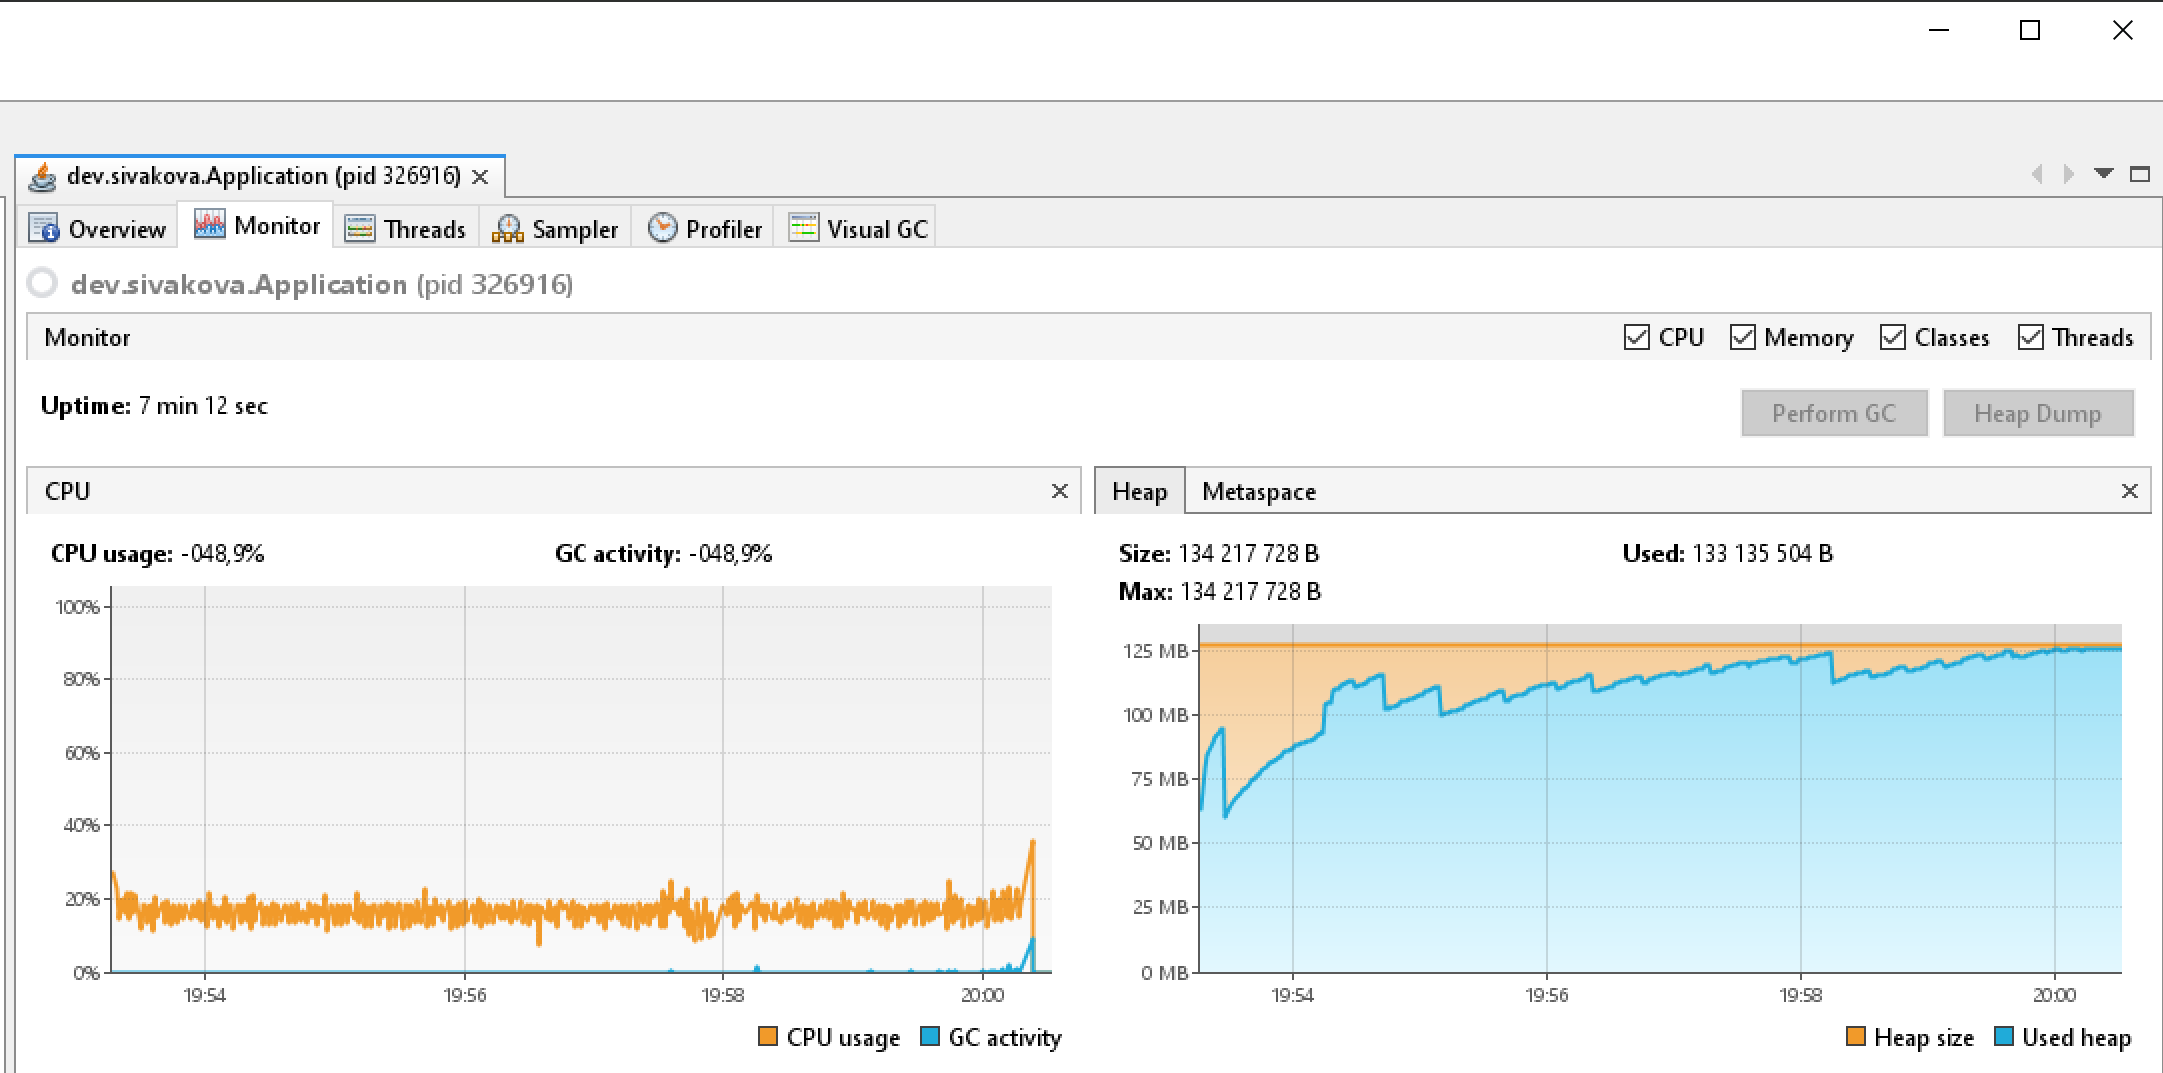 dev.sivakova.Application (pid 326916)
Overview Monitor Threads Sampler Profiler Visual GC
dev.sivakova.Application (pid 326916)
Monitor CPU Memory Classes Threads
Uptime: 7 min 12 sec Perform GC Heap Dump
CPU
CPU usage: -048,9% GC activity: -048,9%
100%
80%
60%
40%
20%
0%
19:54 19:56 19:58 20:00
CPU usage GC activity
Heap Metaspace
Size: 134 217 728 B Used: 133 135 504 B
Max: 134 217 728 B
125 MB
100 MB
75 MB
50 MB
25 MB
0 MB
19:54 19:56 19:58 20:00
Heap size Used heap